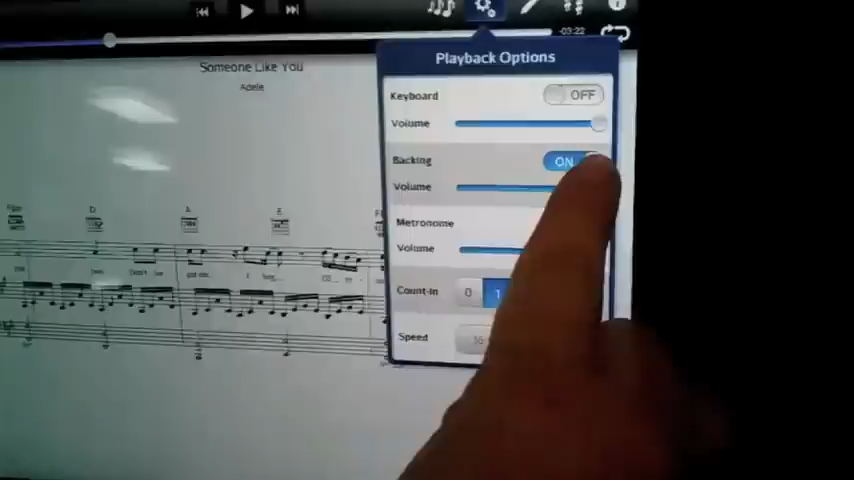 -03:22
Playback Options
Someone Like You
Adele
Keyboard
OFF
Volume
Backing
ON
Volume
D
A
E
Metronome
Volume
Count-In
0
1
Speed